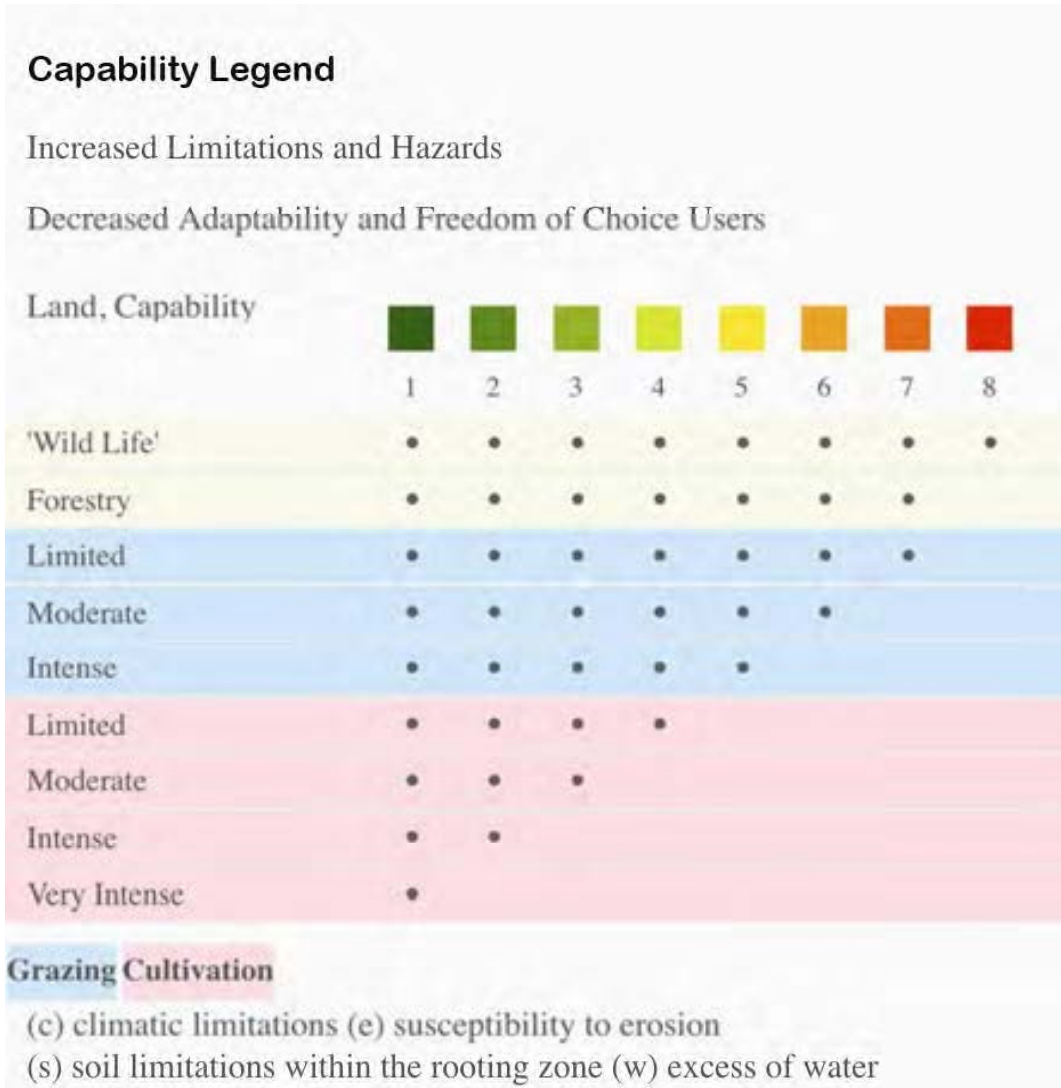 Capability Legend
Increased Limitations and Hazards
Decreased Adaptability and Freedom of Choice Users
Land, Capability
1 2 3 4 5 6 7 8
'Wild Life'
Forestry
Limited
Moderate
Intense
Limited
Moderate
Intense
Very Intense
Grazing Cultivation
(c) climatic limitations (e) susceptibility to erosion
(s) soil limitations within the rooting zone (w) excess of water